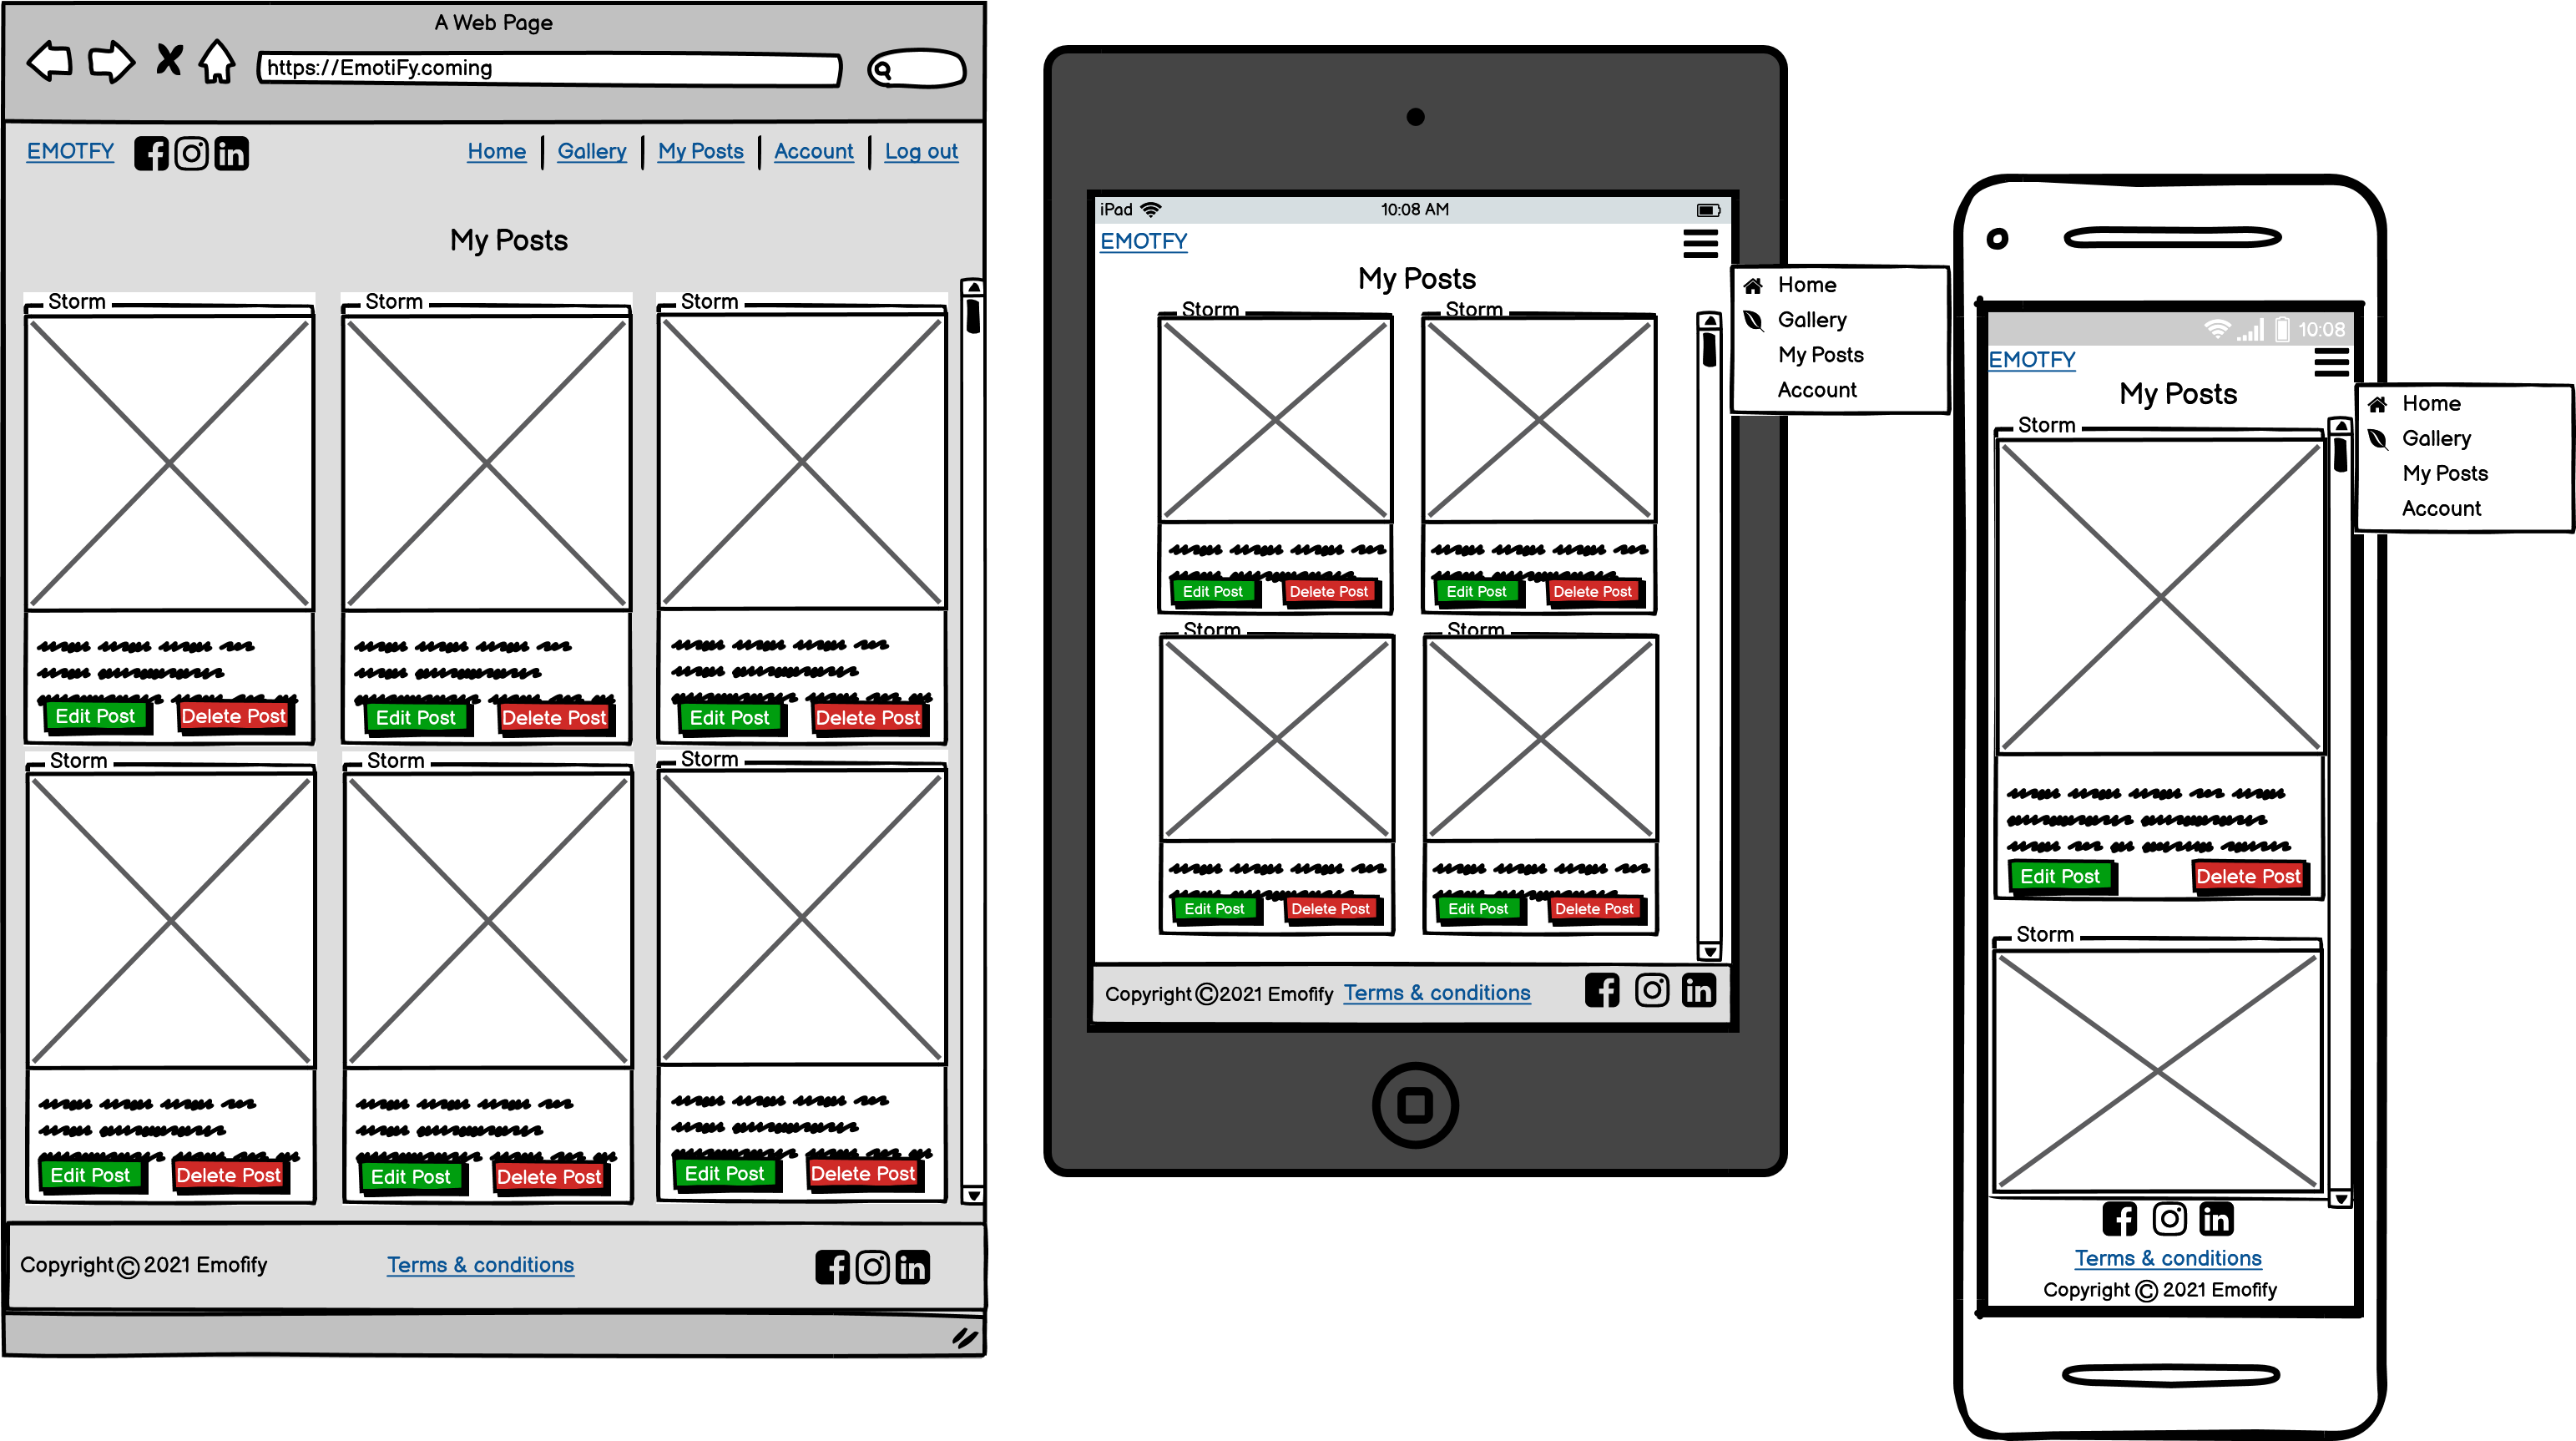 A Web Page
https://EmotiFy.coming
EMOTFY
Home
Gallery
My Posts
Account
Log out
My Posts
Storm
Storm
Storm
Edit Post
Delete Post
Edit Post
Delete Post
Edit Post
Delete Post
Storm
Storm
Storm
Edit Post
Delete Post
Edit Post
Delete Post
Edit Post
Delete Post
Copyright © 2021 Emofify
Terms & conditions
iPad
10:08 AM
EMOTFY
My Posts
Storm
Storm
Edit Post
Delete Post
Edit Post
Delete Post
Storm
Storm
Edit Post
Delete Post
Edit Post
Delete Post
Copyright ©2021 Emofify
Terms & conditions
Home
Gallery
My Posts
Account
10:08
EMOTFY
My Posts
Storm
Edit Post
Delete Post
Storm
Terms & conditions
Copyright © 2021 Emofify
Home
Gallery
My Posts
Account